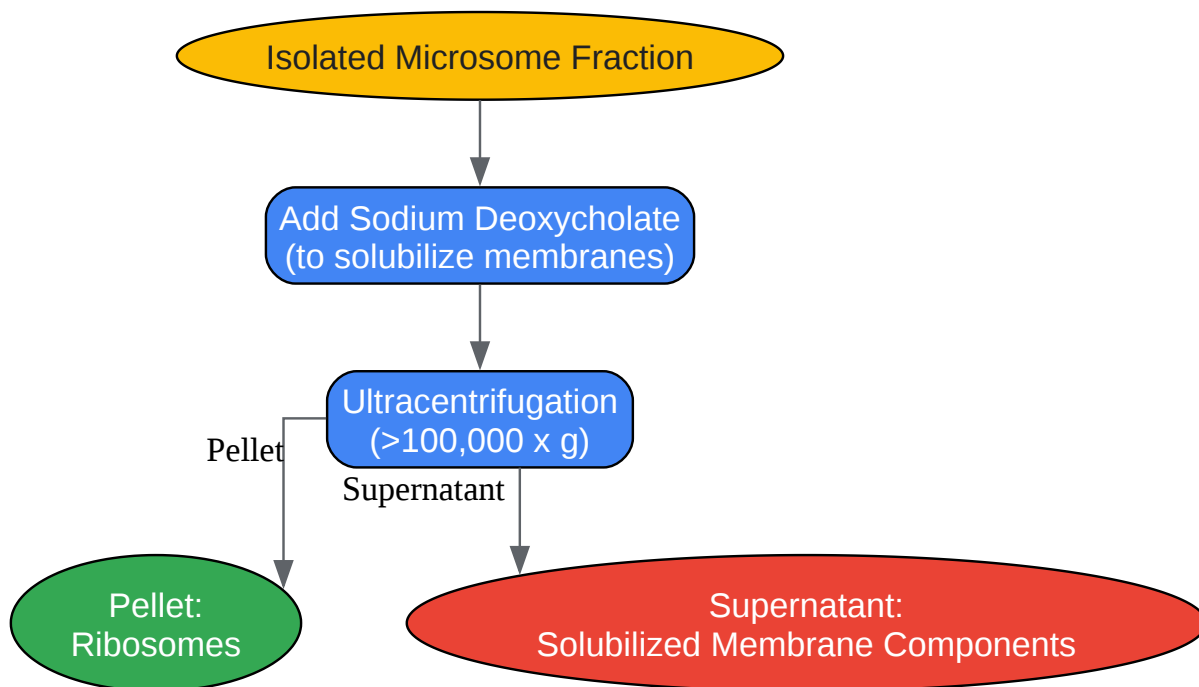 Isolated Microsome Fraction
Add Sodium Deoxycholate
(to solubilize membranes)
Ultracentrifugation
(>100,000 x g)
Pellet
Supernatant
Pellet:
Ribosomes
Supernatant:
Solubilized Membrane Components